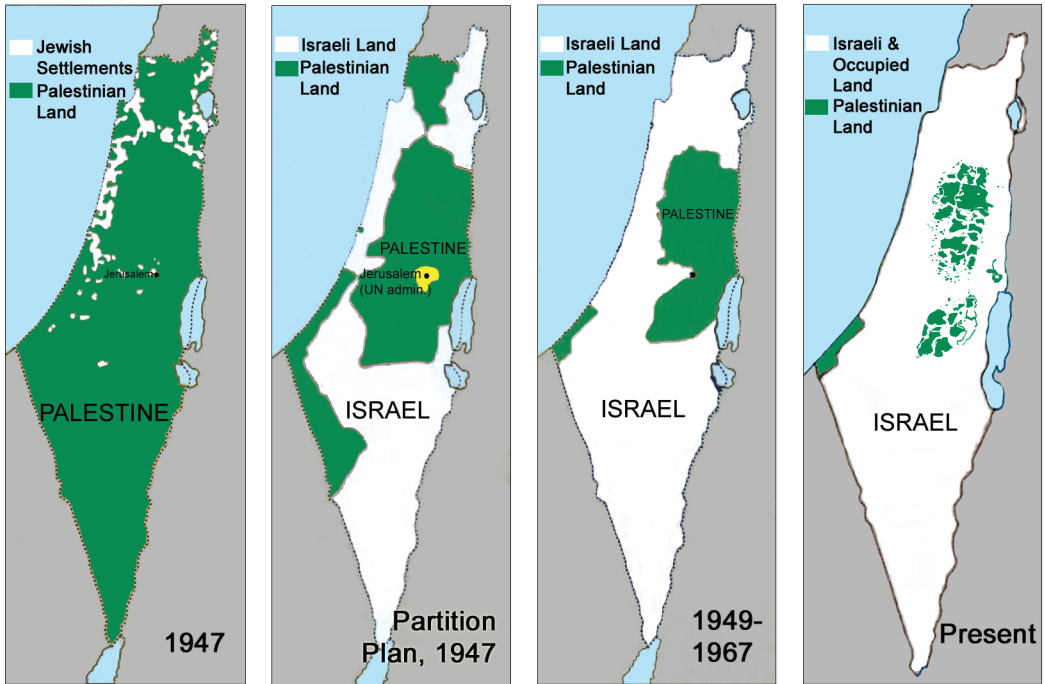 Jewish
Settlements
Palestinian
Land
Jerusalem
PALESTINE
1947
Israeli Land
Palestinian
Land
PALESTINE
Jerusalem
(UN admin.)
ISRAEL
Partition
Plan, 1947
Israeli Land
Palestinian
Land
PALESTINE
ISRAEL
1949-
1967
Israeli &
Occupied
Land
Palestinian
Land
ISRAEL
Present